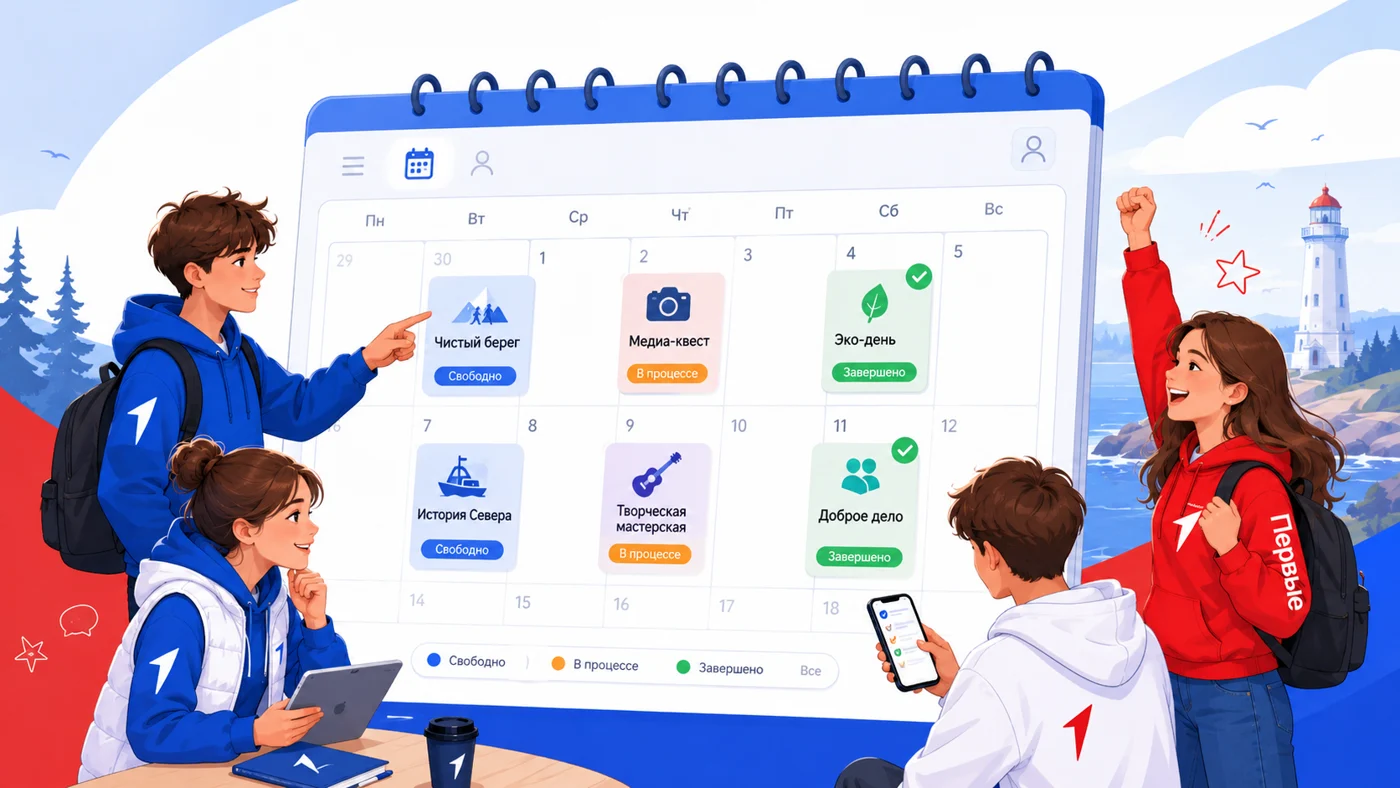 Пн Вт Ср Чт Пт Сб Вс
29 30 1 2 3 4 5
Чистый берег
Свободно
Медиа-квест
В процессе
Эко-день
Завершено
6 7 8 9 10 11 12
История Севера
Свободно
Творческая
мастерская
В процессе
Доброе дело
Завершено
14 15 16 17 18
Свободно В процессе Завершено Все
Первые